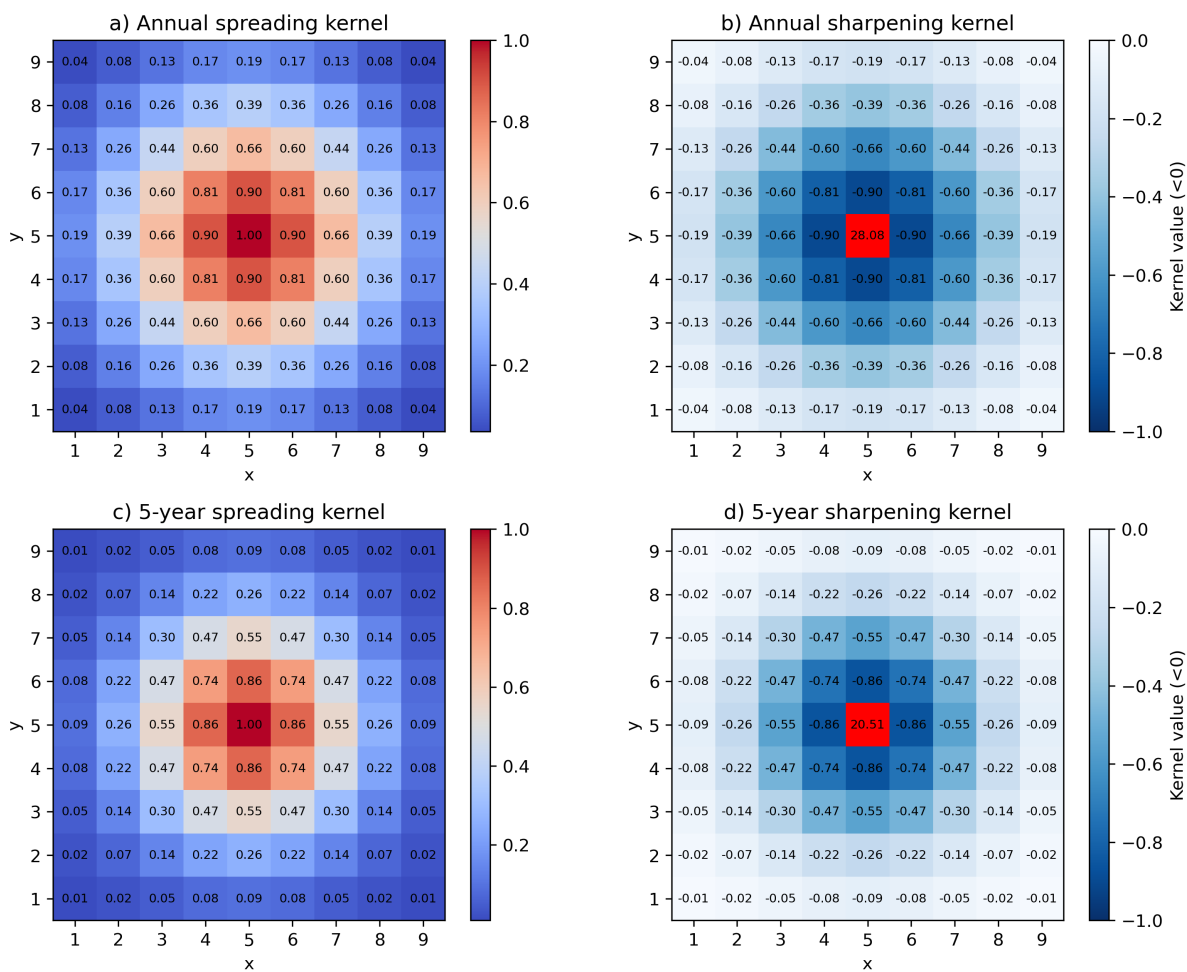 a) Annual spreading kernel
b) Annual sharpening kernel
9 0.04 0.08 0.13 0.17 0.19 0.17 0.13 0.08 0.04 1.0
9 -0.04 -0.08 -0.13 -0.17 -0.19 -0.17 -0.13 -0.08 -0.04 0.0
8 0.08 0.16 0.26 0.36 0.39 0.36 0.26 0.16 0.08 0.8
8 -0.08 -0.16 -0.26 -0.36 -0.39 -0.36 -0.26 -0.16 -0.08 −0.2
7 0.13 0.26 0.44 0.60 0.66 0.60 0.44 0.26 0.13
7 -0.13 -0.26 -0.44 -0.60 -0.66 -0.60 -0.44 -0.26 -0.13
6 0.17 0.36 0.60 0.81 0.90 0.81 0.60 0.36 0.17 0.6
6 -0.17 -0.36 -0.60 -0.81 -0.90 -0.81 -0.60 -0.36 -0.17 −0.4
y 5 0.19 0.39 0.66 0.90 1.00 0.90 0.66 0.39 0.19
y 5 -0.19 -0.39 -0.66 -0.90 28.08 -0.90 -0.66 -0.39 -0.19 Kernel value (<0)
4 0.17 0.36 0.60 0.81 0.90 0.81 0.60 0.36 0.17 0.4
4 -0.17 -0.36 -0.60 -0.81 -0.90 -0.81 -0.60 -0.36 -0.17 −0.6
3 0.13 0.26 0.44 0.60 0.66 0.60 0.44 0.26 0.13
3 -0.13 -0.26 -0.44 -0.60 -0.66 -0.60 -0.44 -0.26 -0.13
2 0.08 0.16 0.26 0.36 0.39 0.36 0.26 0.16 0.08 0.2
2 -0.08 -0.16 -0.26 -0.36 -0.39 -0.36 -0.26 -0.16 -0.08 −0.8
1 0.04 0.08 0.13 0.17 0.19 0.17 0.13 0.08 0.04
1 -0.04 -0.08 -0.13 -0.17 -0.19 -0.17 -0.13 -0.08 -0.04 −1.0
1 2 3 4 5 6 7 8 9
1 2 3 4 5 6 7 8 9
x
x
c) 5-year spreading kernel
d) 5-year sharpening kernel
9 0.01 0.02 0.05 0.08 0.09 0.08 0.05 0.02 0.01 1.0
9 -0.01 -0.02 -0.05 -0.08 -0.09 -0.08 -0.05 -0.02 -0.01 0.0
8 0.02 0.07 0.14 0.22 0.26 0.22 0.14 0.07 0.02 0.8
8 -0.02 -0.07 -0.14 -0.22 -0.26 -0.22 -0.14 -0.07 -0.02 −0.2
7 0.05 0.14 0.30 0.47 0.55 0.47 0.30 0.14 0.05
7 -0.05 -0.14 -0.30 -0.47 -0.55 -0.47 -0.30 -0.14 -0.05
6 0.08 0.22 0.47 0.74 0.86 0.74 0.47 0.22 0.08 0.6
6 -0.08 -0.22 -0.47 -0.74 -0.86 -0.74 -0.47 -0.22 -0.08 −0.4
y 5 0.09 0.26 0.55 0.86 1.00 0.86 0.55 0.26 0.09
y 5 -0.09 -0.26 -0.55 -0.86 20.51 -0.86 -0.55 -0.26 -0.09 Kernel value (<0)
4 0.08 0.22 0.47 0.74 0.86 0.74 0.47 0.22 0.08 0.4
4 -0.08 -0.22 -0.47 -0.74 -0.86 -0.74 -0.47 -0.22 -0.08 −0.6
3 0.05 0.14 0.30 0.47 0.55 0.47 0.30 0.14 0.05
3 -0.05 -0.14 -0.30 -0.47 -0.55 -0.47 -0.30 -0.14 -0.05
2 0.02 0.07 0.14 0.22 0.26 0.22 0.14 0.07 0.02 0.2
2 -0.02 -0.07 -0.14 -0.22 -0.26 -0.22 -0.14 -0.07 -0.02 −0.8
1 0.01 0.02 0.05 0.08 0.09 0.08 0.05 0.02 0.01
1 -0.01 -0.02 -0.05 -0.08 -0.09 -0.08 -0.05 -0.02 -0.01 −1.0
1 2 3 4 5 6 7 8 9
1 2 3 4 5 6 7 8 9
x
x